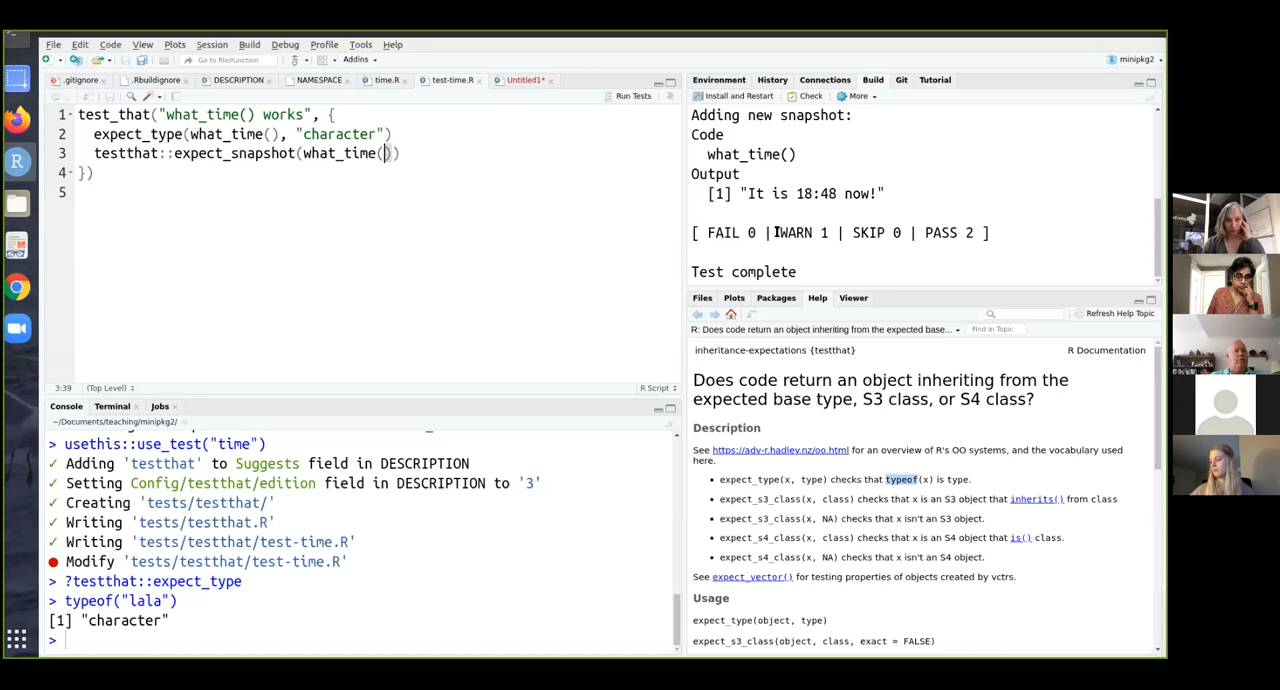 File Edit Code View Plots Session Build Debug Profile Tools Help
Go to file/function Addins minipkg2
.gitignore .Rbuildignore DESCRIPTION NAMESPACE time.R test-time.R Untitled1*
Run Tests
1 test_that("what_time() works", {
2 expect_type(what_time(), "character")
3 testthat::expect_snapshot(what_time())
4 })
5
3:39 (Top Level) R Script
Console Terminal Jobs
~/Documents/teaching/minipkg2/
> usethis::use_test("time")
✓ Adding 'testthat' to Suggests field in DESCRIPTION
✓ Setting Config/testthat/edition field in DESCRIPTION to '3'
✓ Creating 'tests/testthat/'
✓ Writing 'tests/testthat.R'
✓ Writing 'tests/testthat/test-time.R'
● Modify 'tests/testthat/test-time.R'
> ?testthat::expect_type
> typeof("lala")
[1] "character"
>
Environment History Connections Build Git Tutorial
Install and Restart Check More
Adding new snapshot:
Code
what_time()
Output
[1] "It is 18:48 now!"
[ FAIL 0 | WARN 1 | SKIP 0 | PASS 2 ]
Test complete
Files Plots Packages Help Viewer
Refresh Help Topic
R: Does code return an object inheriting from the expected base... Find in Topic
inheritance-expectations {testthat} R Documentation
Does code return an object inheriting from the
expected base type, S3 class, or S4 class?
Description
See https://adv-r.hadley.nz/oo.html for an overview of R's OO systems, and the vocabulary used
here.
• expect_type(x, type) checks that typeof(x) is type.
• expect_s3_class(x, class) checks that x is an S3 object that inherits() from class
• expect_s3_class(x, NA) checks that x isn't an S3 object.
• expect_s4_class(x, class) checks that x is an S4 object that is() class.
• expect_s4_class(x, NA) checks that x isn't an S4 object.
See expect_vector() for testing properties of objects created by vctrs.
Usage
expect_type(object, type)
expect_s3_class(object, class, exact = FALSE)